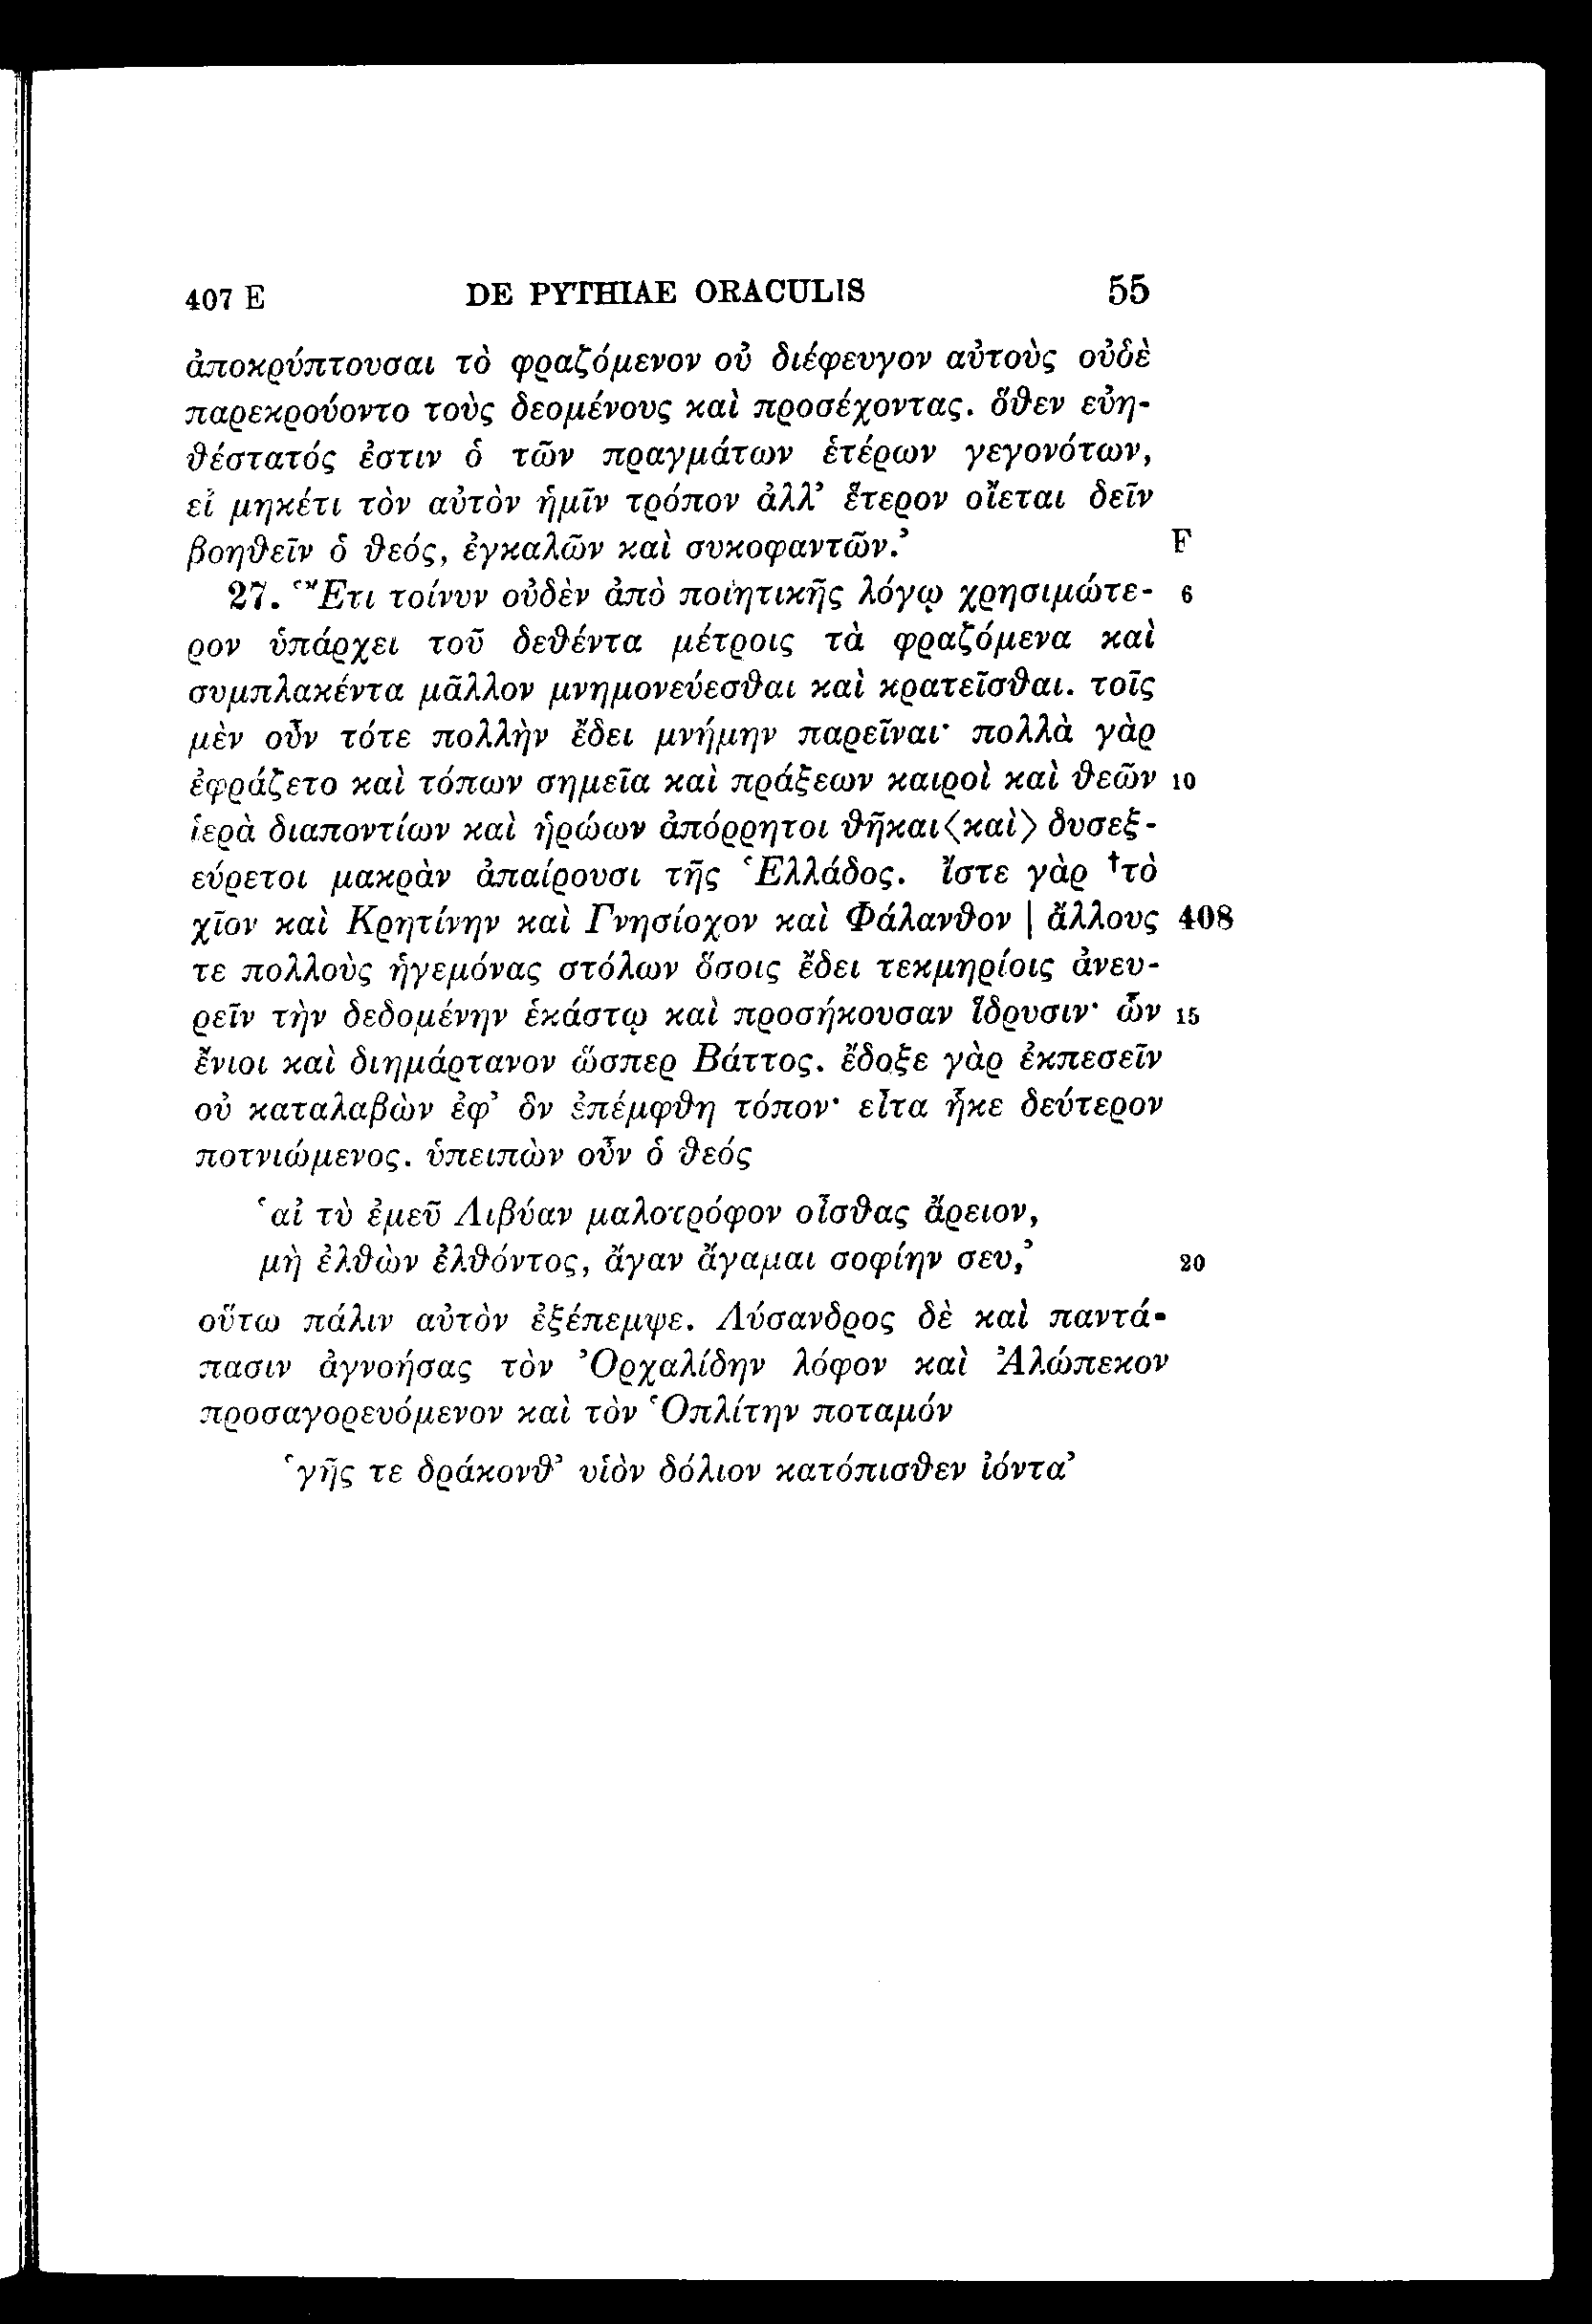 407 E DE PYTHIAE ORACULIS 55
ἀποκρύπτουσαι τὸ φραζόμενον οὐ διέφευγον αὐτοὺς οὐδὲ
παρεκρούοντο τοὺς δεομένους καὶ προσέχοντας. ὅθεν εὐη-
θέστατός ἐστιν ὁ τῶν πραγμάτων ἑτέρων γεγονότων,
εἰ μηκέτι τὸν αὐτὸν ἡμῖν τρόπον ἀλλ’ ἕτερον οἴεται δεῖν
βοηθεῖν ὁ θεός, ἐγκαλῶν καὶ συκοφαντῶν.’ F
27. ‘Ἔτι τοίνυν οὐδὲν ἀπὸ ποιητικῆς λόγῳ χρησιμώτε- 6
ρον ὑπάρχει τοῦ δεθέντα μέτροις τὰ φραζόμενα καὶ
συμπλακέντα μᾶλλον μνημονεύεσθαι καὶ κρατεῖσθαι. τοῖς
μὲν οὖν τότε πολλὴν ἔδει μνήμην παρεῖναι· πολλὰ γὰρ
ἐφράζετο καὶ τόπων σημεῖα καὶ πράξεων καιροὶ καὶ θεῶν 10
ἱερὰ διαποντίων καὶ ἡρώων ἀπόρρητοι θῆκαι ⟨καὶ⟩ δυσεξ-
εύρετοι μακρὰν ἀπαίρουσι τῆς Ἑλλάδος. ἴστε γὰρ †τὸ
χῖον καὶ Κρητίνην καὶ Γνησίοχον καὶ Φάλανθον | ἄλλους 408
τε πολλοὺς ἡγεμόνας στόλων ὅσοις ἔδει τεκμηρίοις ἀνευ-
ρεῖν τὴν δεδομένην ἑκάστῳ καὶ προσήκουσαν ἵδρυσιν· ὧν 15
ἔνιοι καὶ διημάρτανον ὥσπερ Βάττος. ἔδοξε γὰρ ἐκπεσεῖν
οὐ καταλαβὼν ἐφ’ ὃν ἐπέμφθη τόπον· εἶτα ἧκε δεύτερον
ποτνιώμενος. ὑπειπὼν οὖν ὁ θεός
‘αἰ τὺ ἐμεῦ Λιβύαν μαλοτρόφον οἶσθας ἄρειον,
μὴ ἐλθὼν ἐλθόντος, ἄγαν ἄγαμαι σοφίην σευ,’ 20
οὕτω πάλιν αὐτὸν ἐξέπεμψε. Λύσανδρος δὲ καὶ παντά-
πασιν ἀγνοήσας τὸν Ὀρχαλίδην λόφον καὶ Ἀλώπεκον
προσαγορευόμενον καὶ τὸν Ὁπλίτην ποταμόν
‘γῆς τε δράκονθ’ υἱὸν δόλιον κατόπισθεν ἰόντα’